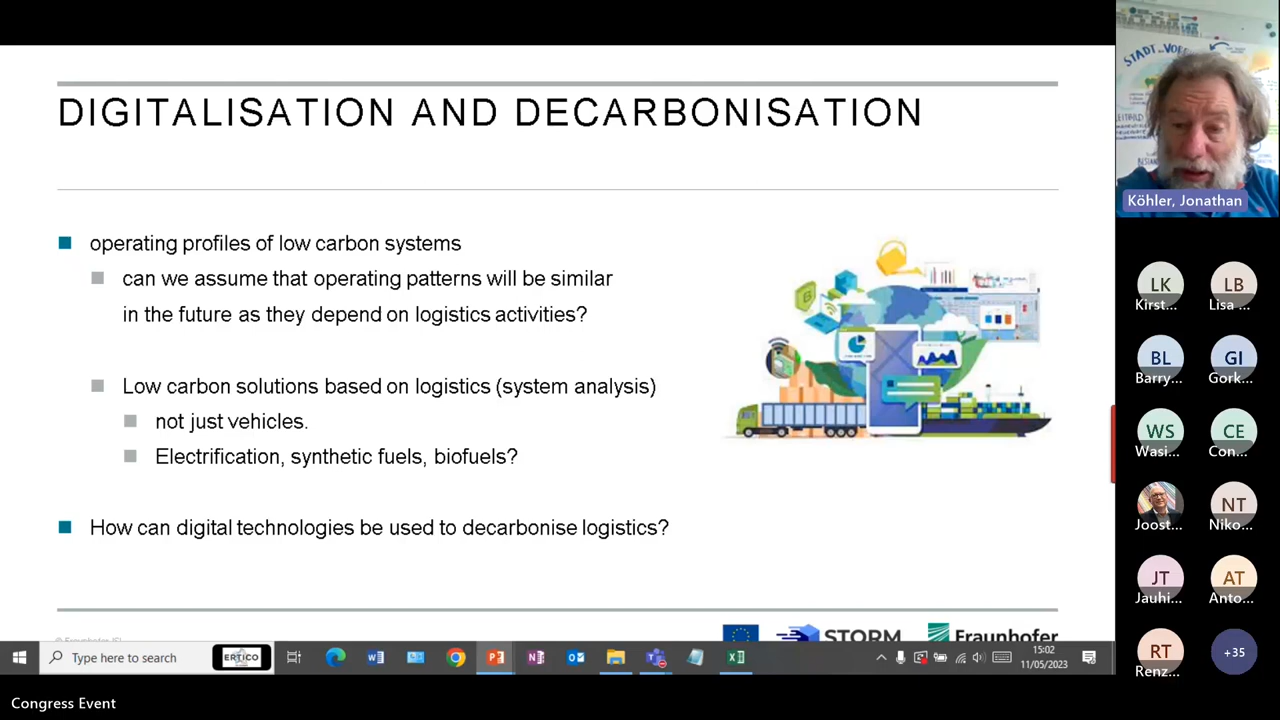 DIGITALISATION AND DECARBONISATION
operating profiles of low carbon systems
can we assume that operating patterns will be similar
in the future as they depend on logistics activities?
Low carbon solutions based on logistics (system analysis)
not just vehicles.
Electrification, synthetic fuels, biofuels?
How can digital technologies be used to decarbonise logistics?
© Fraunhofer ISI
STORM
Fraunhofer
Type here to search
ERTICO
15:02
11/05/2023
Congress Event
STADT
Köhler, Jonathan
LK
Kirst...
LB
Lisa ...
BL
Barry...
GI
Gork...
WS
Wasi...
CE
Con...
Joost...
NT
Niko...
JT
Jauhi...
AT
Anto...
RT
Renz...
+35